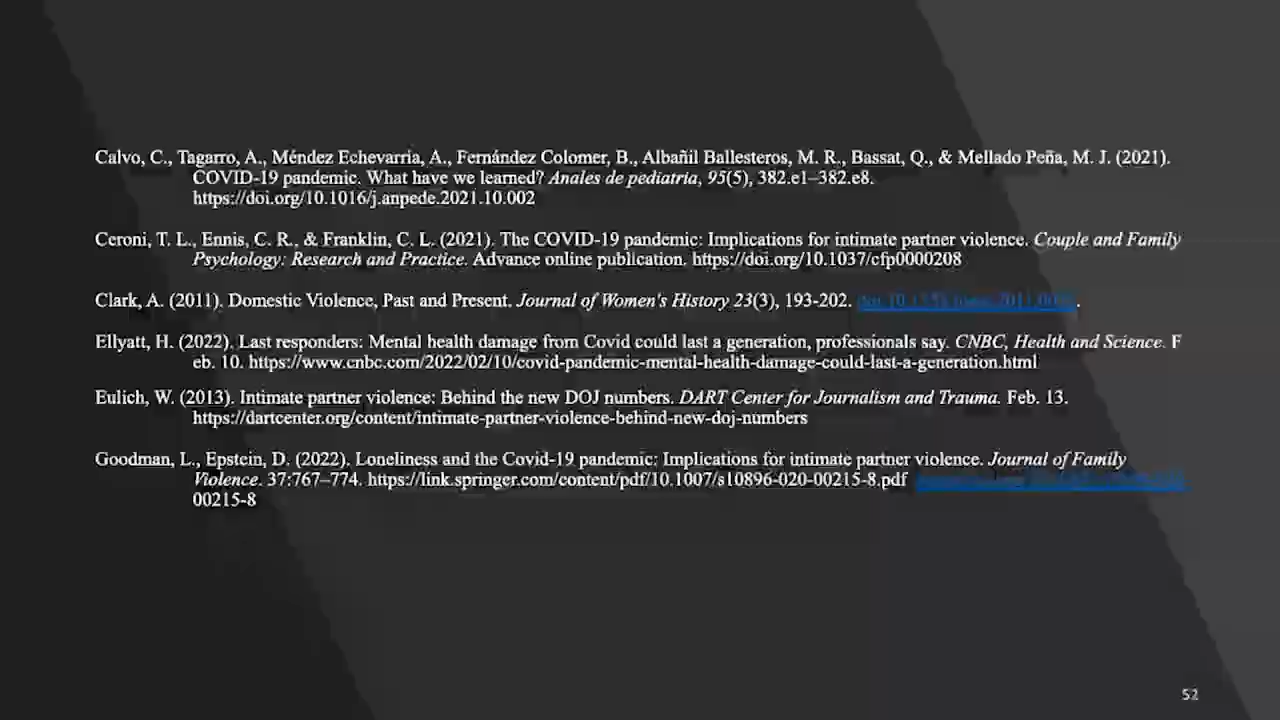 Calvo, C., Tagarro, A., Méndez Echevarria, A., Fernández Colomer, B., Albañil Ballesteros, M. R., Bassat, Q., & Mellado Peña, M. J. (2021).
COVID-19 pandemic. What have we learned? Anales de pediatria, 95(5), 382.e1–382.e8.
https://doi.org/10.1016/j.anpede.2021.10.002
Ceroni, T. L., Ennis, C. R., & Franklin, C. L. (2021). The COVID-19 pandemic: Implications for intimate partner violence. Couple and Family
Psychology: Research and Practice. Advance online publication. https://doi.org/10.1037/cfp0000208
Clark, A. (2011). Domestic Violence, Past and Present. Journal of Women's History 23(3), 193-202.
Ellyatt, H. (2022). Last responders: Mental health damage from Covid could last a generation, professionals say. CNBC, Health and Science. F
eb. 10. https://www.cnbc.com/2022/02/10/covid-pandemic-mental-health-damage-could-last-a-generation.html
Eulich, W. (2013). Intimate partner violence: Behind the new DOJ numbers. DART Center for Journalism and Trauma. Feb. 13.
https://dartcenter.org/content/intimate-partner-violence-behind-new-doj-numbers
Goodman, L., Epstein, D. (2022). Loneliness and the Covid-19 pandemic: Implications for intimate partner violence. Journal of Family
Violence. 37:767–774. https://link.springer.com/content/pdf/10.1007/s10896-020-00215-8.pdf
00215-8
52